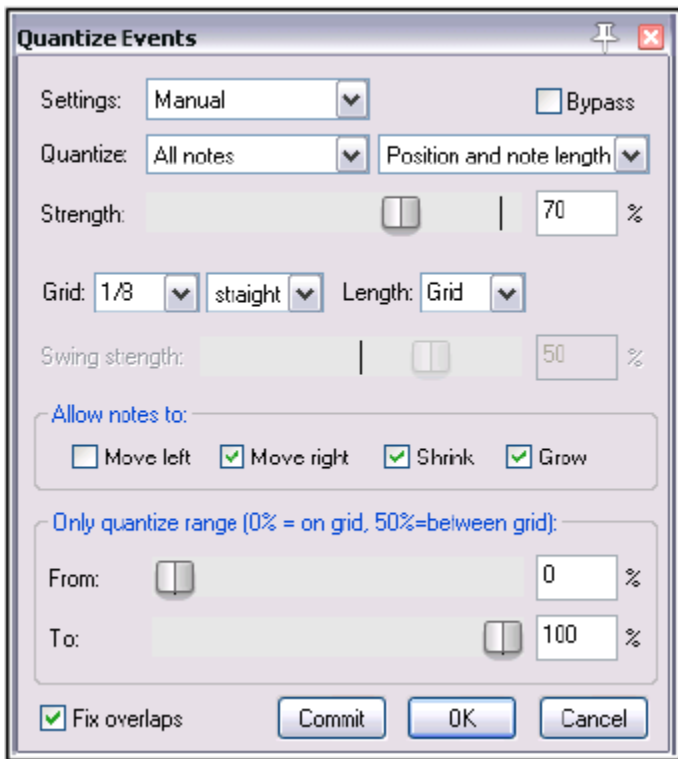 Quantize Events
Settings: Manual Bypass
Quantize: All notes Position and note length
Strength: 70 %
Grid: 1/8 straight Length: Grid
Swing strength: 50 %
Allow notes to:
Move left Move right Shrink Grow
Only quantize range (0% = on grid, 50%=between grid):
From: 0 %
To: 100 %
Fix overlaps Commit OK Cancel